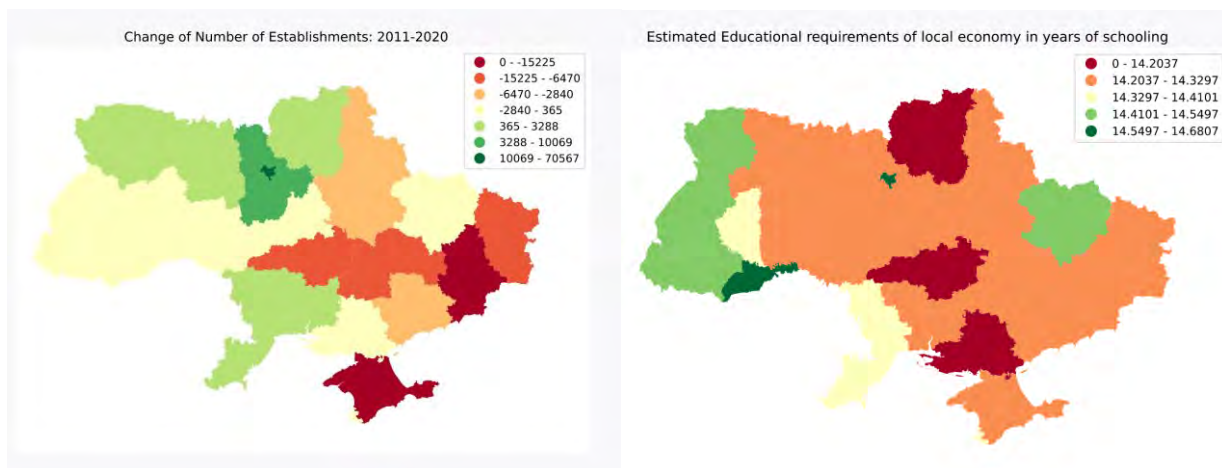 Change of Number of Establishments: 2011-2020
0 - -15225
-15225 - -6470
-6470 - -2840
-2840 - 365
365 - 3288
3288 - 10069
10069 - 70567
Estimated Educational requirements of local economy in years of schooling
0 - 14.2037
14.2037 - 14.3297
14.3297 - 14.4101
14.4101 - 14.5497
14.5497 - 14.6807